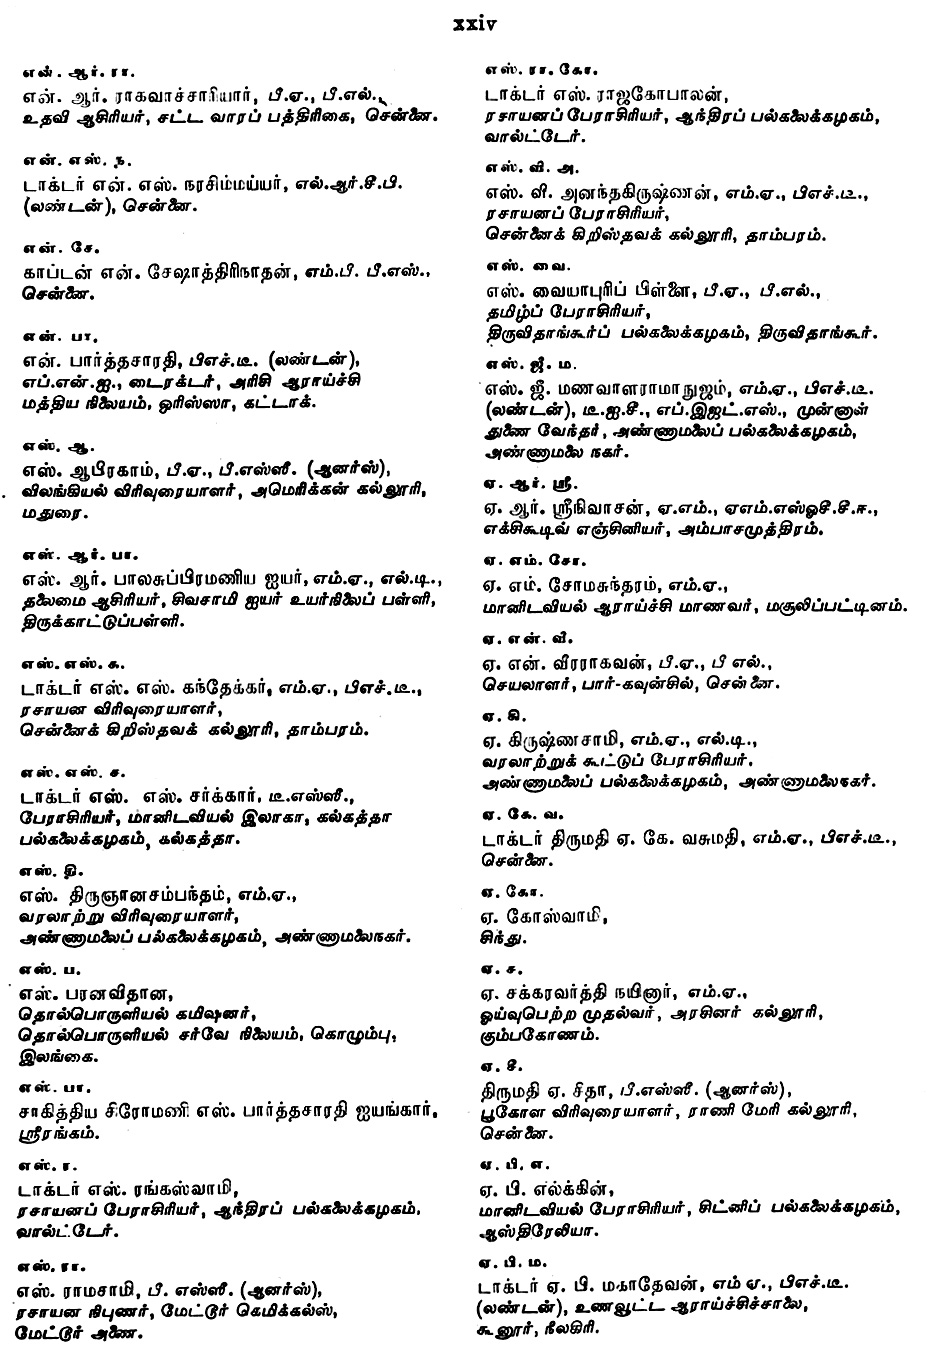 xxiv
என். ஆர். ரா.
என். ஆர். ராகவாச்சாரியார், பீ.ஏ., பி.எல்.,
உதவி ஆசிரியர், சட்ட வாரப் பத்திரிகை, சென்னை.
என். எஸ். ந.
டாக்டர் என். எஸ். நரசிம்மய்யர், எல்.ஆர்.சீ.பி.
(லண்டன்), சென்னை.
என். சே.
காப்டன் என். சேஷாத்திரிநாதன், எம்.பி. பீ.எஸ்.,
சென்னை.
என். பா.
என். பார்த்தசாரதி, பிஎச்.டீ. (லண்டன்),
எப்.என்.ஐ., டைரக்டர், அரிசி ஆராய்ச்சி
மத்திய நிலையம், ஒரிஸ்ஸா, கட்டாக்.
எஸ். ஆ.
எஸ். ஆபிரகாம், பீ.ஏ., பீ.எஸ்ஸீ. (ஆனர்ஸ்),
விலங்கியல் விரிவுரையாளர், அமெரிக்கன் கல்லூரி,
மதுரை.
எஸ். ஆர். பா.
எஸ். ஆர். பாலசுப்பிரமணிய ஐயர், எம்.ஏ., எல்.டி.,
தலைமை ஆசிரியர், சிவசாமி ஐயர் உயர்நிலைப் பள்ளி,
திருக்காட்டுப்பள்ளி.
எஸ். எஸ். க.
டாக்டர் எஸ். எஸ். கந்தேக்கர், எம்.ஏ., பிஎச்.டீ.,
ரசாயன விரிவுரையாளர்,
சென்னைக் கிறிஸ்தவக் கல்லூரி, தாம்பரம்.
எஸ். எஸ். ச.
டாக்டர் எஸ். எஸ். சர்க்கார், டீ.எஸ்ஸீ.,
பேராசிரியர், மானிடவியல் இலாகா, கல்கத்தா
பல்கலைக்கழகம், கல்கத்தா.
எஸ். தி.
எஸ். திருஞானசம்பந்தம், எம்.ஏ.,
வரலாற்று விரிவுரையாளர்,
அண்ணாமலைப் பல்கலைக்கழகம், அண்ணாமலைநகர்.
எஸ். ப.
எஸ். பரனவிதான,
தொல்பொருளியல் கமிஷனர்,
தொல்பொருளியல் சர்வே நிலையம், கொழும்பு,
இலங்கை.
எஸ். பா.
சாகித்திய சிரோமணி எஸ். பார்த்தசாரதி ஐயங்கார்,
ஸ்ரீரங்கம்.
எஸ். ர.
டாக்டர் எஸ். ரங்கஸ்வாமி,
ரசாயனப் பேராசிரியர், ஆந்திரப் பல்கலைக்கழகம்,
வால்ட்டேர்.
எஸ். ரா.
எஸ். ராமசாமி, பீ. எஸ்ஸீ. (ஆனர்ஸ்),
ரசாயன நிபுணர், மேட்டூர் கெமிக்கல்ஸ்,
மேட்டூர் அணை.
எஸ். ரா. கோ.
டாக்டர் எஸ். ராஜகோபாலன்,
ரசாயனப் பேராசிரியர், ஆந்திரப் பல்கலைக்கழகம்,
வால்ட்டேர்.
எஸ். வி. அ.
எஸ். வி. அனந்தகிருஷ்ணன், எம்.ஏ., பிஎச்.டீ.,
ரசாயனப் பேராசிரியர்,
சென்னைக் கிறிஸ்தவக் கல்லூரி, தாம்பரம்.
எஸ். வை.
எஸ். வையாபுரிப் பிள்ளை, பீ.ஏ., பீ.எல்.,
தமிழ்ப் பேராசிரியர்,
திருவிதாங்கூர்ப் பல்கலைக்கழகம், திருவிதாங்கூர்.
எஸ். ஜீ. ம.
எஸ். ஜீ. மணவாளராமாநுஜம், எம்.ஏ., பிஎச்.டீ.
(லண்டன்), டீ.ஐ.சீ., எப்.இஜட்.எஸ்., முன்னாள்
துணை வேந்தர், அண்ணாமலைப் பல்கலைக்கழகம்,
அண்ணாமலை நகர்.
ஏ. ஆர். ஸ்ரீ.
ஏ. ஆர். ஸ்ரீநிவாசன், ஏ.எம்., ஏஎம்.எஸ்ஓசீ.சீ.ஈ.,
எக்சிகூடிவ் எஞ்சினியர், அம்பாசமுத்திரம்.
ஏ. எம். சோ.
ஏ. எம். சோமசுந்தரம், எம்.ஏ.,
மானிடவியல் ஆராய்ச்சி மாணவர், மசூலிப்பட்டினம்.
ஏ. என். வீ.
ஏ. என். வீரராகவன், பீ.ஏ., பீ எல்.,
செயலாளர், பார்-கவுன்சில், சென்னை.
ஏ. கி.
ஏ. கிருஷ்ணசாமி, எம்.ஏ., எல்.டி.,
வரலாற்றுக் கூட்டுப் பேராசிரியர்.
அண்ணாமலைப் பல்கலைக்கழகம், அண்ணாமலைநகர்.
ஏ. கே. வ.
டாக்டர் திருமதி ஏ. கே. வசுமதி, எம்.ஏ., பிஎச்.டீ.,
சென்னை.
ஏ. கோ.
ஏ. கோஸ்வாமி,
சிந்து.
ஏ. ச.
ஏ. சக்கரவர்த்தி நயினார், எம்.ஏ.,
ஓய்வுபெற்ற முதல்வர், அரசினர் கல்லூரி,
கும்பகோணம்.
ஏ. சீ.
திருமதி ஏ. சீதா, பீ.எஸ்ஸீ. (ஆனர்ஸ்),
பூகோள விரிவுரையாளர், ராணி மேரி கல்லூரி,
சென்னை.
ஏ. பி. எ.
ஏ. பி. எல்க்கின்,
மானிடவியல் பேராசிரியர், சிட்னிப் பல்கலைக்கழகம்,
ஆஸ்திரேலியா.
ஏ. பி. ம.
டாக்டர் ஏ. பி. மகாதேவன், எம் ஏ., பிஎச்.டீ.
(லண்டன்), உணவூட்ட ஆராய்ச்சிச்சாலை,
கூனூர், நீலகிரி.